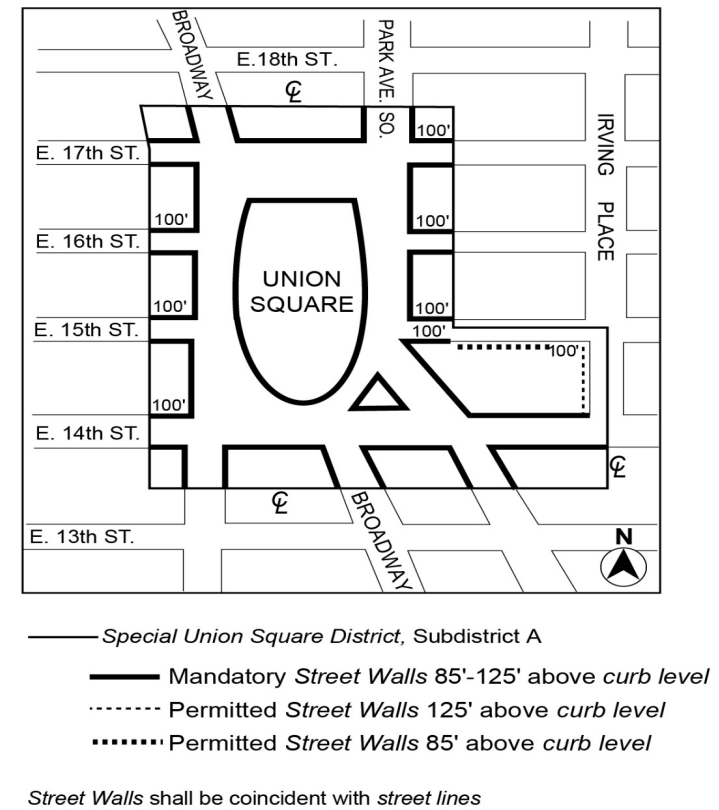 BROADWAY
PARK AVE. SO.
E.18th ST.
℄
100'
IRVING PLACE
E. 17th ST.
100'
100'
E. 16th ST.
UNION
SQUARE
100'
100'
E. 15th ST.
100'
100'
100'
E. 14th ST.
℄
℄
BROADWAY
E. 13th ST.
N
Special Union Square District, Subdistrict A
Mandatory Street Walls 85'-125' above curb level
Permitted Street Walls 125' above curb level
Permitted Street Walls 85' above curb level
Street Walls shall be coincident with street lines